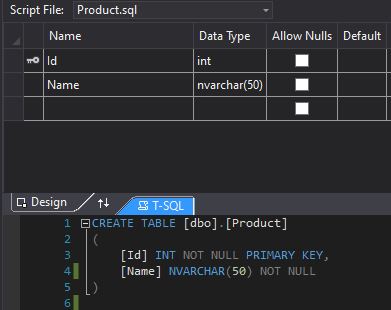 Script File: Product.sql
Name Data Type Allow Nulls Default
Id int
Name nvarchar(50)
Design T-SQL
1 CREATE TABLE [dbo].[Product]
2 (
3 [Id] INT NOT NULL PRIMARY KEY,
4 [Name] NVARCHAR(50) NOT NULL
5 )
6